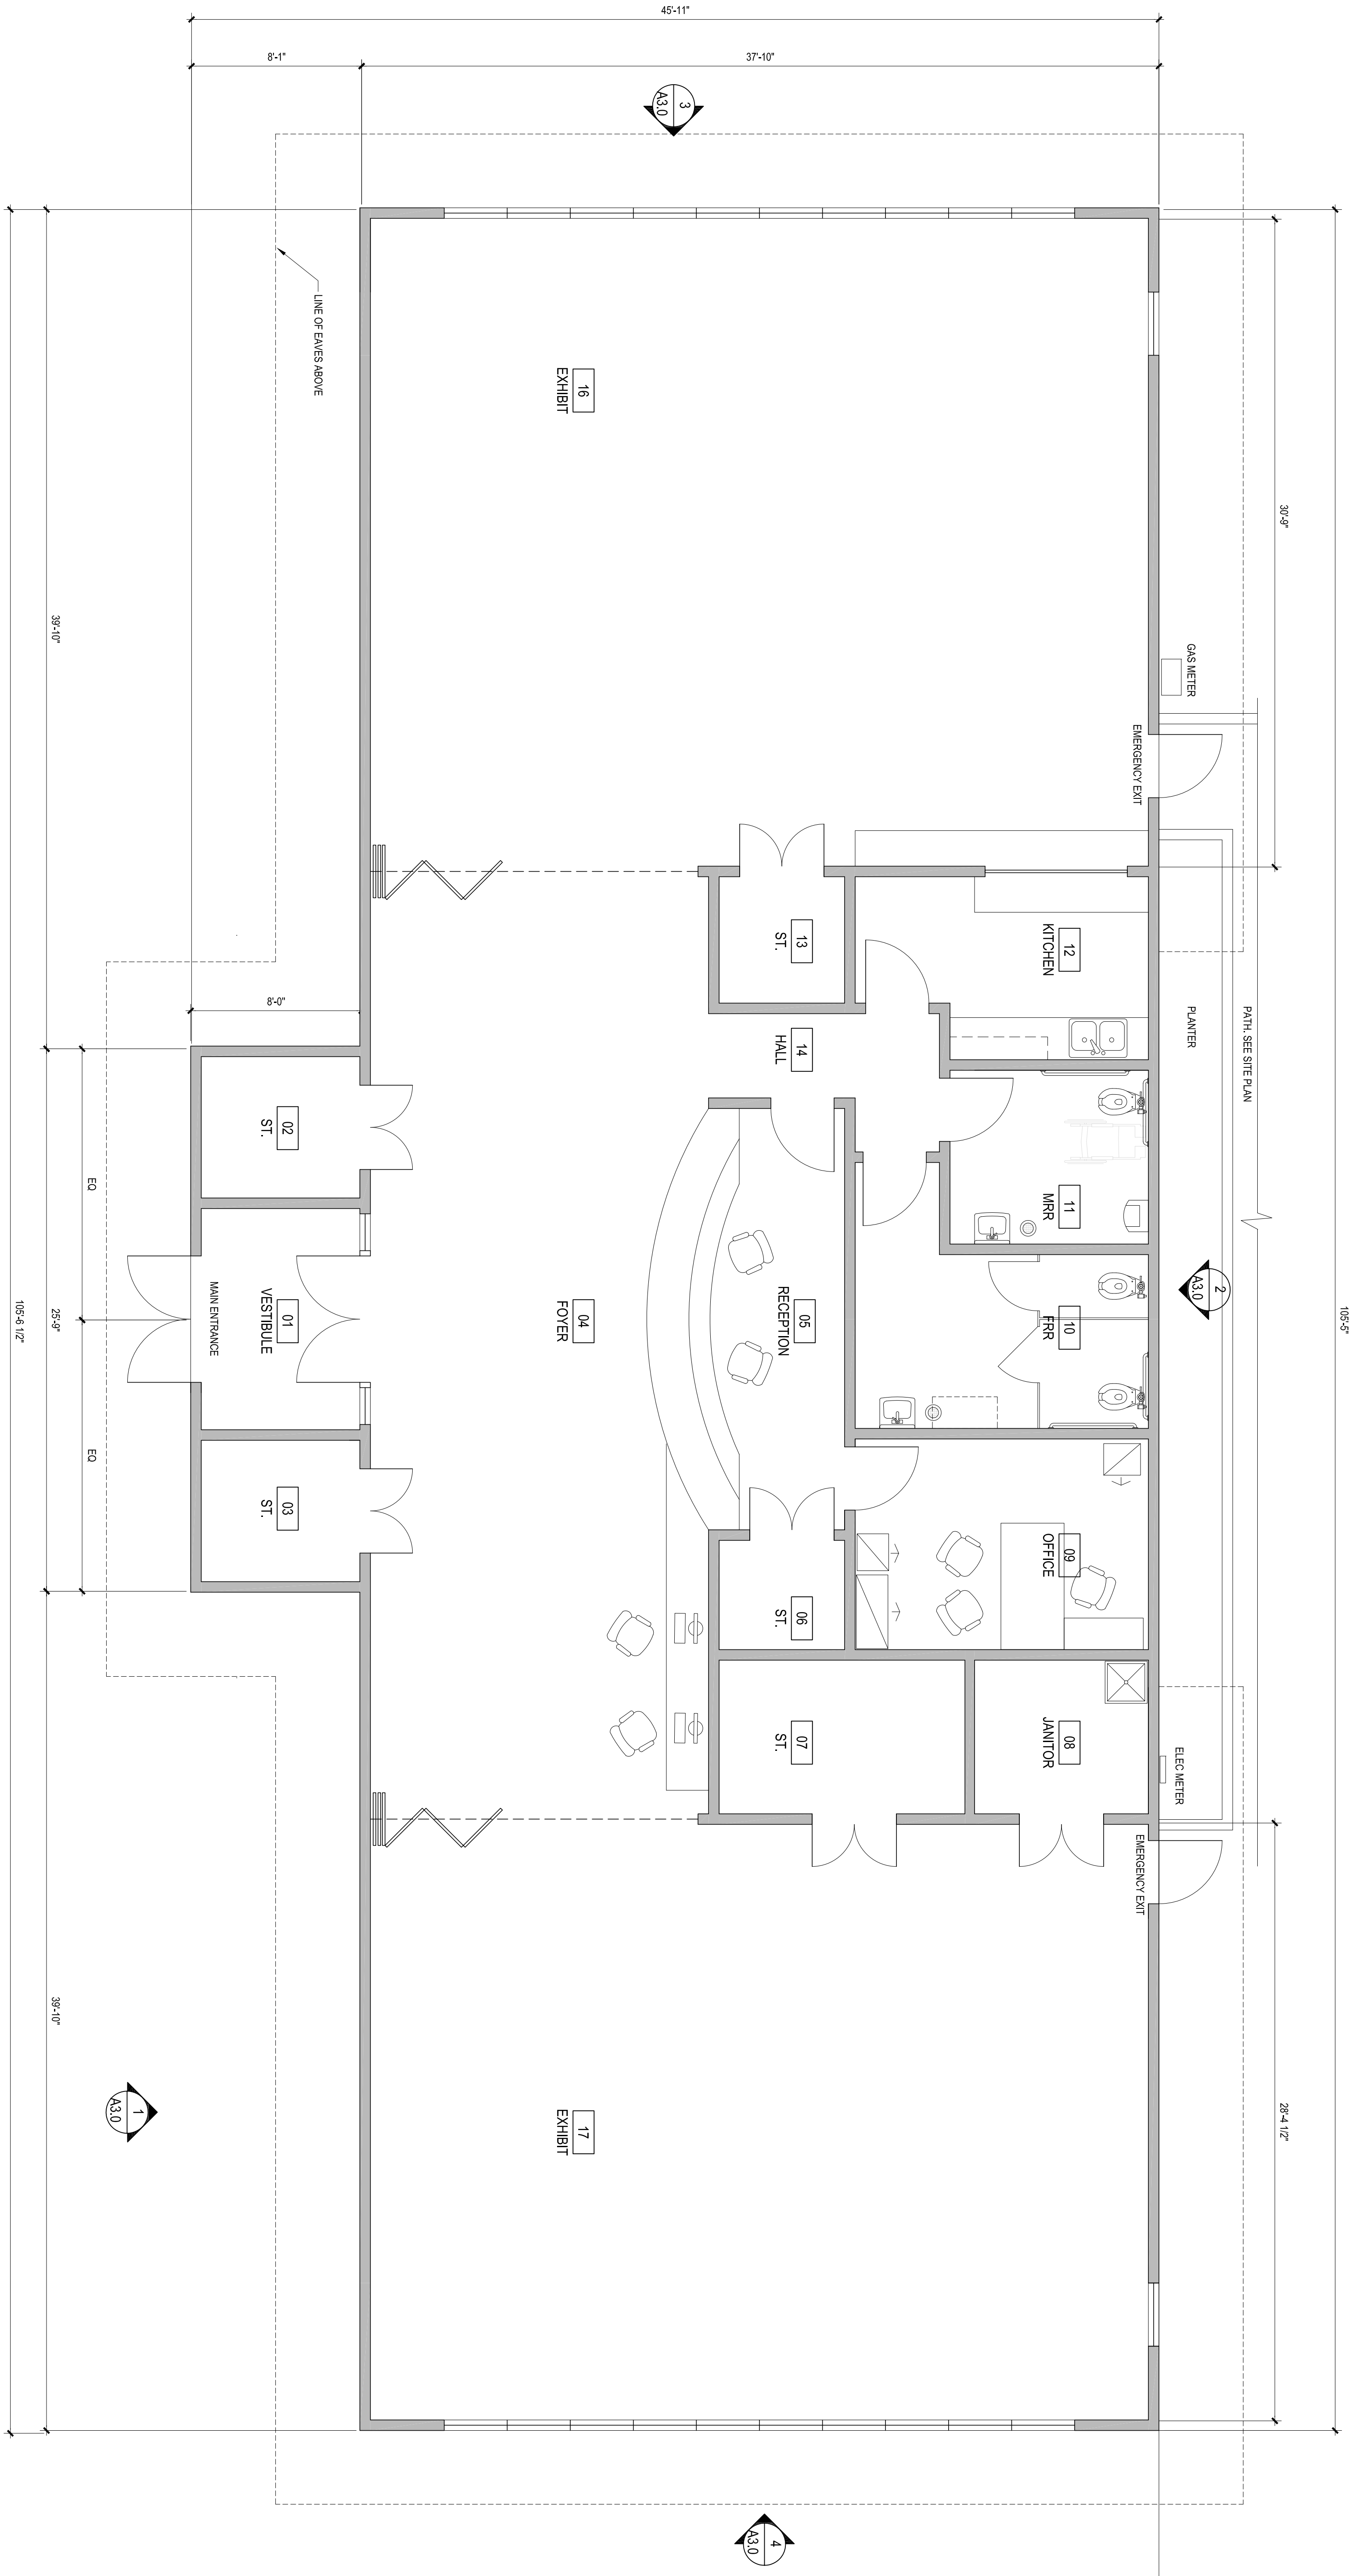 105'-5"
30'-9"
28'-4 1/2"
PATH. SEE SITE PLAN
2
A3.0
GAS METER
PLANTER
ELEC METER
EMERGENCY EXIT
EMERGENCY EXIT
12
KITCHEN
11
MRR
10
FRR
09
OFFICE
08
JANITOR
13
ST.
14
HALL
05
RECEPTION
06
ST.
07
ST.
3
A3.0
4
A3.0
16
EXHIBIT
04
FOYER
17
EXHIBIT
45'-11"
37'-10"
8'-1"
8'-0"
LINE OF EAVES ABOVE
02
ST.
01
VESTIBULE
03
ST.
MAIN ENTRANCE
1
A3.0
EQ
EQ
39'-10"
25'-9"
39'-10"
105'-6 1/2"